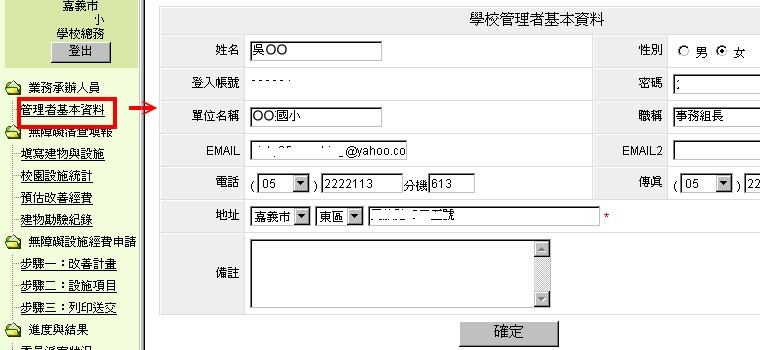 嘉義市
小
學校總務
登出
業務承辦人員
管理者基本資料
無障礙清查填報
填寫建物與設施
校園設施統計
預估改善經費
建物勘驗紀錄
無障礙設施經費申請
步驟一：改善計畫
步驟二：設施項目
步驟三：列印送交
進度與結果
學校管理者基本資料
姓名 吳OO 性別 男 女
登入帳號 密碼
單位名稱 OO國小 職稱 事務組長
EMAIL @yahoo.co EMAIL2
電話 ( 05 ) 2222113 分機 613 傳真 ( 05 ) 22
地址 嘉義市 東區 號 *
備註
確定